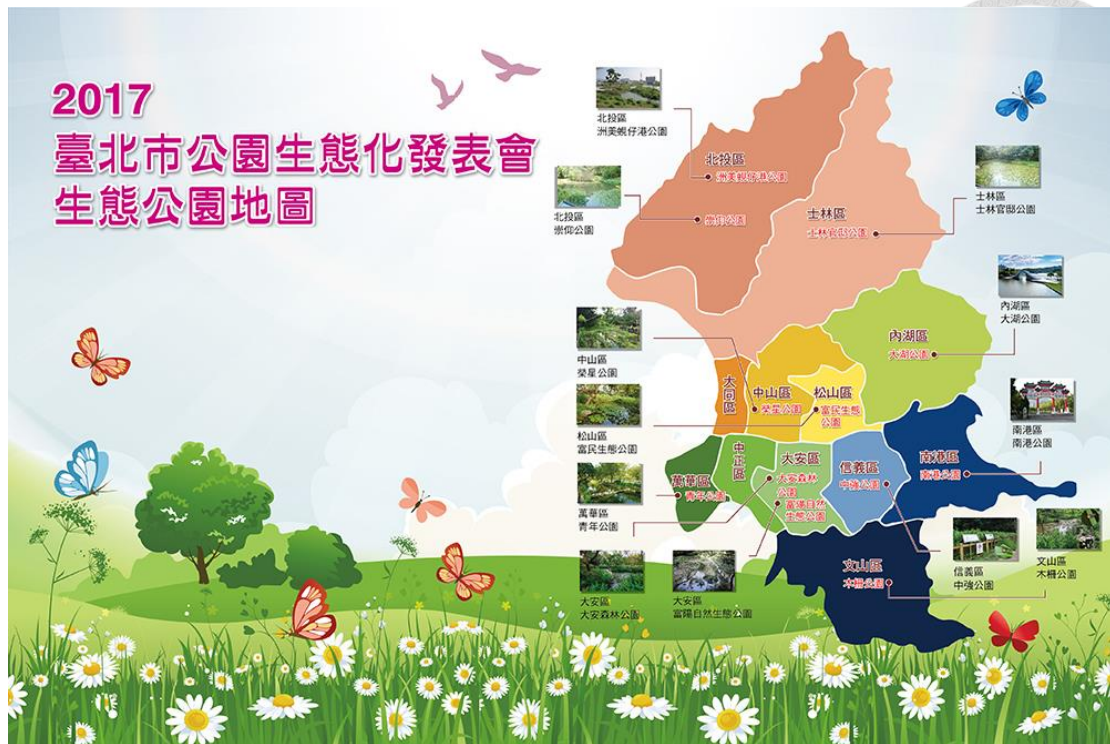 2017
臺北市公園生態化發表會
生態公園地圖
北投區
洲美蜆仔港公園
北投區
洲美蜆仔港公園
北投區
崇仰公園
崇仰公園
士林區
士林官邸公園
士林區
士林官邸公園
內湖區
大湖公園
內湖區
大湖公園
中山區
榮星公園
大同區
中山區
榮星公園
松山區
富民生態
公園
松山區
富民生態公園
南港區
南港公園
萬華區
青年公園
中正區
大安區
大安森林
公園
富陽自然
生態公園
信義區
中強公園
南港區
南港公園
萬華區
青年公園
文山區
木柵公園
信義區
中強公園
文山區
木柵公園
大安區
大安森林公園
大安區
富陽自然生態公園